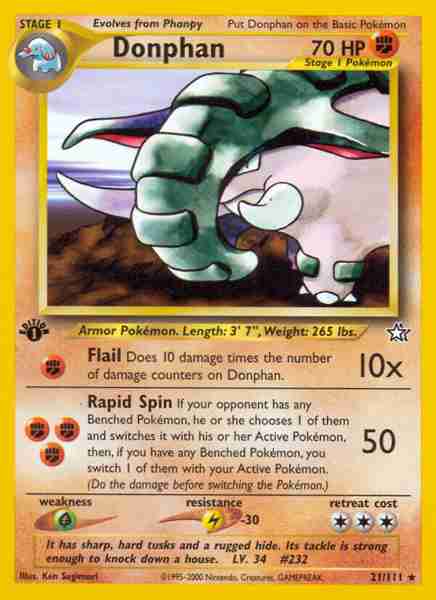 STAGE 1 Evolves from Phanpy Put Donphan on the Basic Pokémon
Donphan 70 HP
Stage 1 Pokémon
EDITION
1
Armor Pokémon. Length: 3' 7", Weight: 265 lbs.
Flail Does 10 damage times the number
of damage counters on Donphan.
10x
Rapid Spin If your opponent has any
Benched Pokémon, he or she chooses 1 of them
and switches it with his or her Active Pokémon,
then, if you have any Benched Pokémon, you
switch 1 of them with your Active Pokémon.
(Do the damage before switching the Pokémon.)
50
weakness resistance retreat cost
-30
It has sharp, hard tusks and a rugged hide. Its tackle is strong
enough to knock down a house. LV. 34 #232
Illus. Ken Sugimori ©1995-2000 Nintendo, Creatures, GAMEFREAK. 21/111 ★